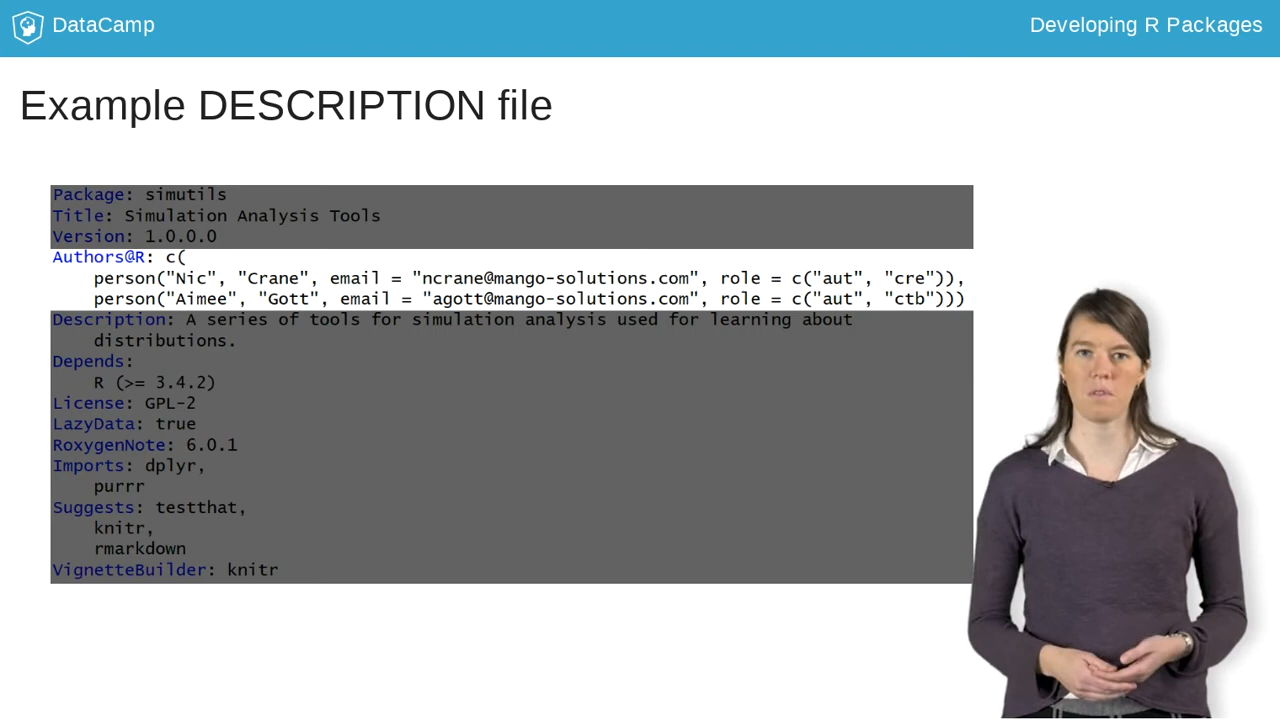 DataCamp
Developing R Packages
Example DESCRIPTION file
Package: simutils
Title: Simulation Analysis Tools
Version: 1.0.0.0
Authors@R: c(
    person("Nic", "Crane", email = "ncrane@mango-solutions.com", role = c("aut", "cre")),
    person("Aimee", "Gott", email = "agott@mango-solutions.com", role = c("aut", "ctb")))
Description: A series of tools for simulation analysis used for learning about
    distributions.
Depends:
    R (>= 3.4.2)
License: GPL-2
LazyData: true
RoxygenNote: 6.0.1
Imports: dplyr,
    purrr
Suggests: testthat,
    knitr,
    rmarkdown
VignetteBuilder: knitr